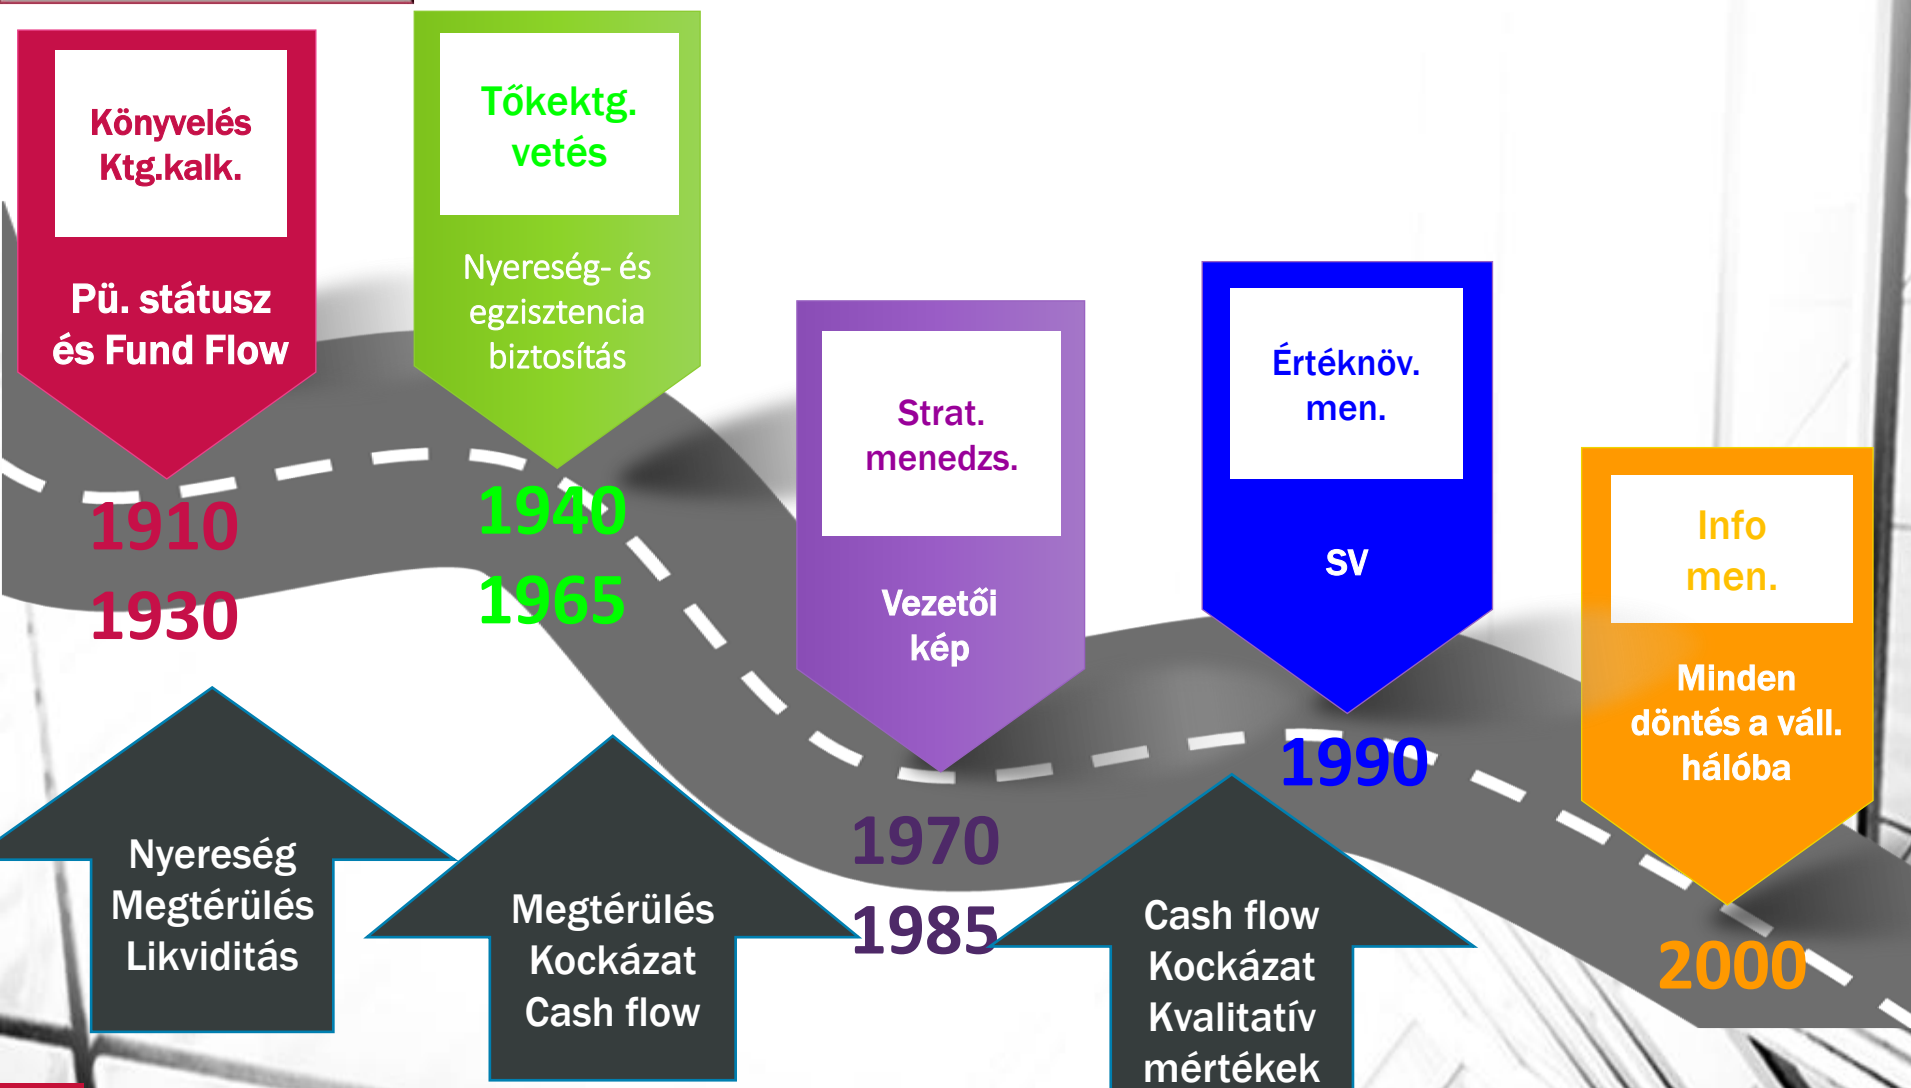 Könyvelés
Ktg.kalk.
Pü. státusz
és Fund Flow
1910
1930
Tőkektg.
vetés
Nyereség- és
egzisztencia
biztosítás
1940
1965
Strat.
menedzs.
Vezetői
kép
1970
1985
Értéknöv.
men.
SV
1990
Info
men.
Minden
döntés a váll.
hálóba
2000
Nyereség
Megtérülés
Likviditás
Megtérülés
Kockázat
Cash flow
Cash flow
Kockázat
Kvalitatív
mértékek